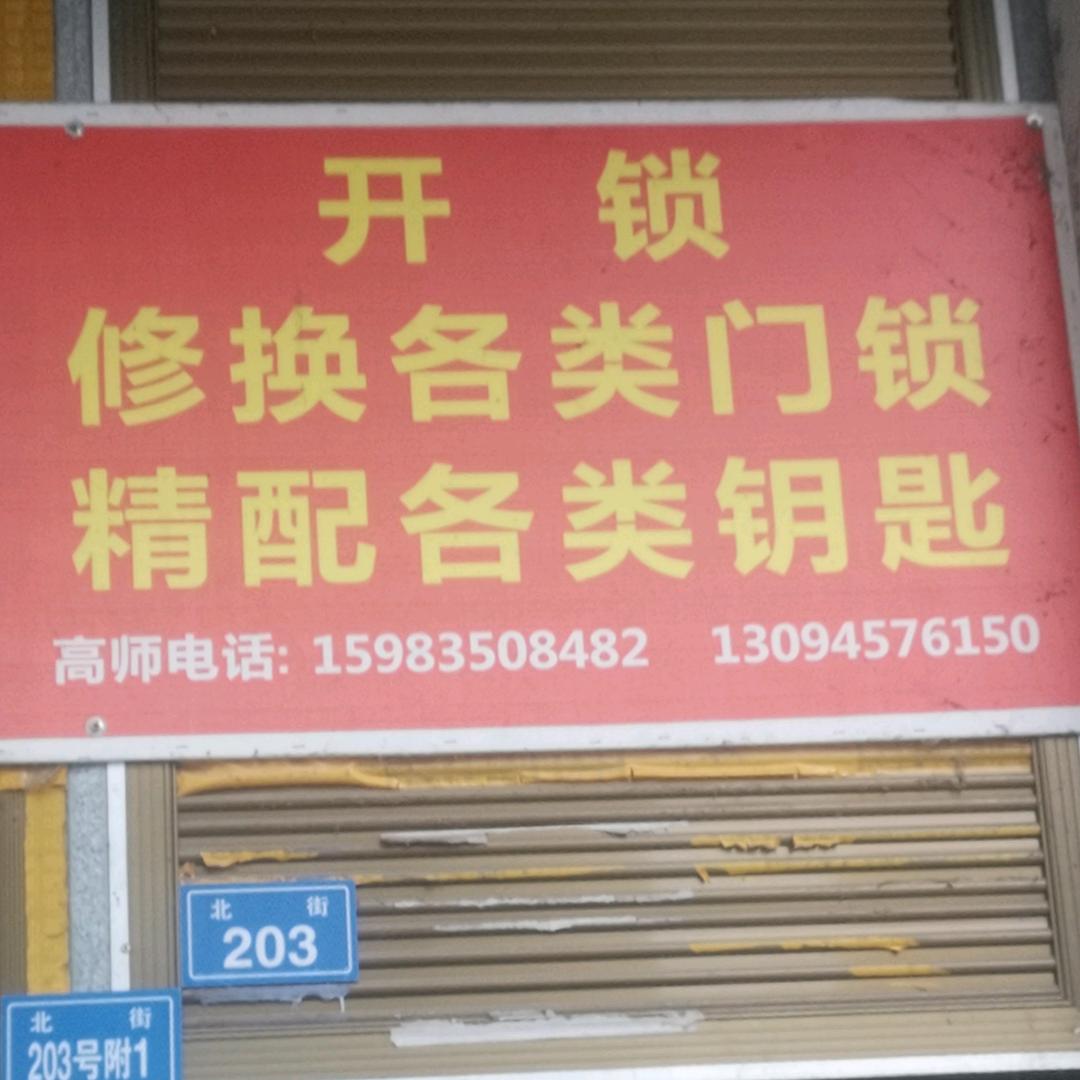 开 锁
修换各类门锁
精配各类钥匙
高师电话: 15983508482 13094576150
北 街
203
北 街
203号附1